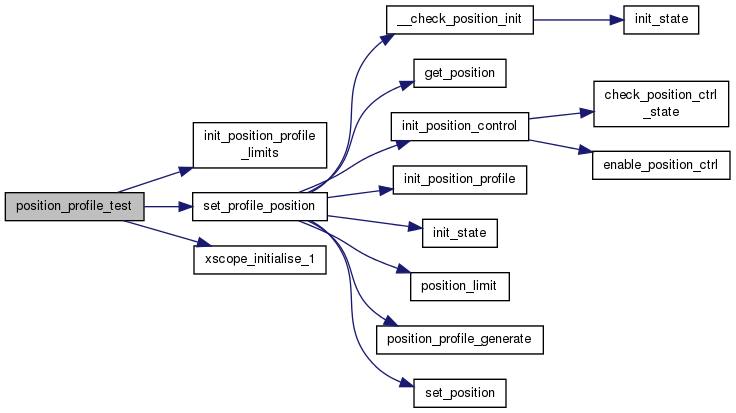 __check_position_init
init_state
get_position
check_position_ctrl
_state
init_position_control
init_position_profile
_limits
enable_position_ctrl
init_position_profile
position_profile_test
set_profile_position
init_state
xscope_initialise_1
position_limit
position_profile_generate
set_position